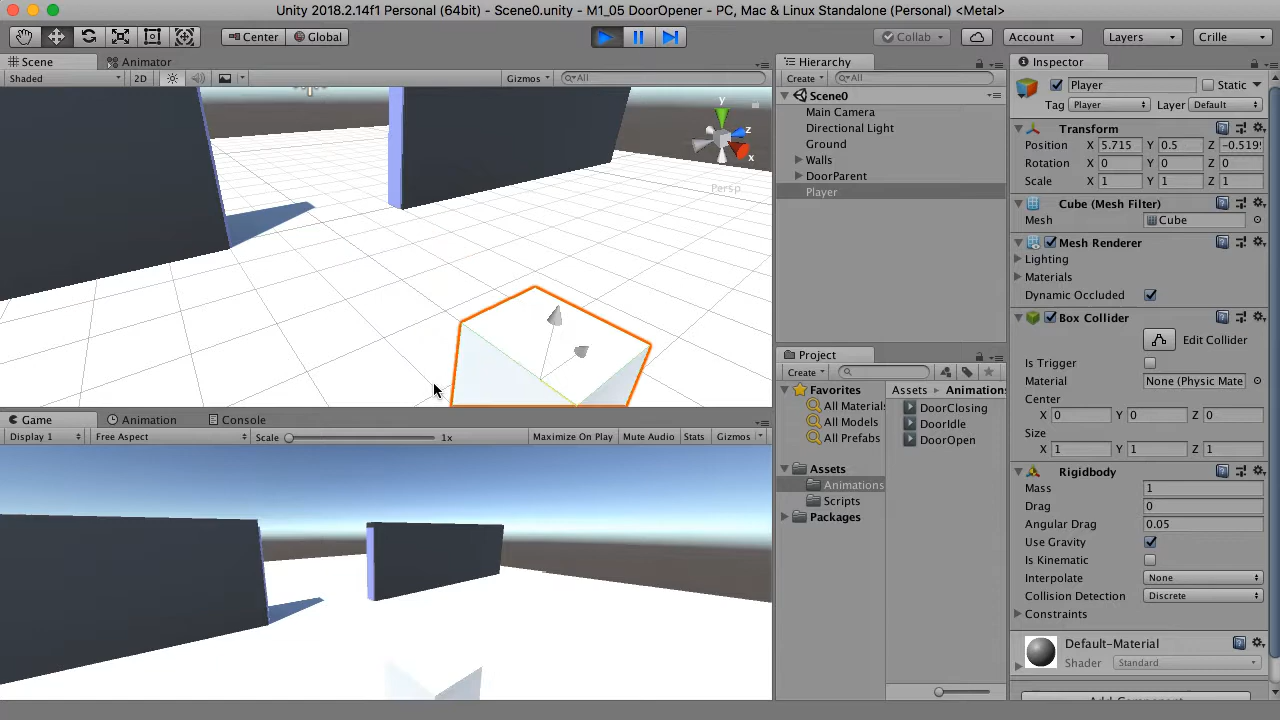 Unity 2018.2.14f1 Personal (64bit) - Scene0.unity - M1_05 DoorOpener - PC, Mac & Linux Standalone (Personal) <Metal>
Center Global Collab Account Layers Crille
Scene Animator
Shaded 2D Gizmos All
y
z
x
Persp
Game Animation Console
Display 1 Free Aspect Scale 1x Maximize On Play Mute Audio Stats Gizmos
Hierarchy
Create All
Scene0
Main Camera
Directional Light
Ground
Walls
DoorParent
Player
Project
Create
Favorites
All Materials
All Models
All Prefabs
Assets
Animations
Scripts
Packages
Assets Animations
DoorClosing
DoorIdle
DoorOpen
Inspector
Player Static
Tag Player Layer Default
Transform
Position X 5.715 Y 0.5 Z -0.519
Rotation X 0 Y 0 Z 0
Scale X 1 Y 1 Z 1
Cube (Mesh Filter)
Mesh Cube
Mesh Renderer
Lighting
Materials
Dynamic Occluded
Box Collider
Edit Collider
Is Trigger
Material None (Physic Mate
Center
X 0 Y 0 Z 0
Size
X 1 Y 1 Z 1
Rigidbody
Mass 1
Drag 0
Angular Drag 0.05
Use Gravity
Is Kinematic
Interpolate None
Collision Detection Discrete
Constraints
Default-Material
Shader Standard